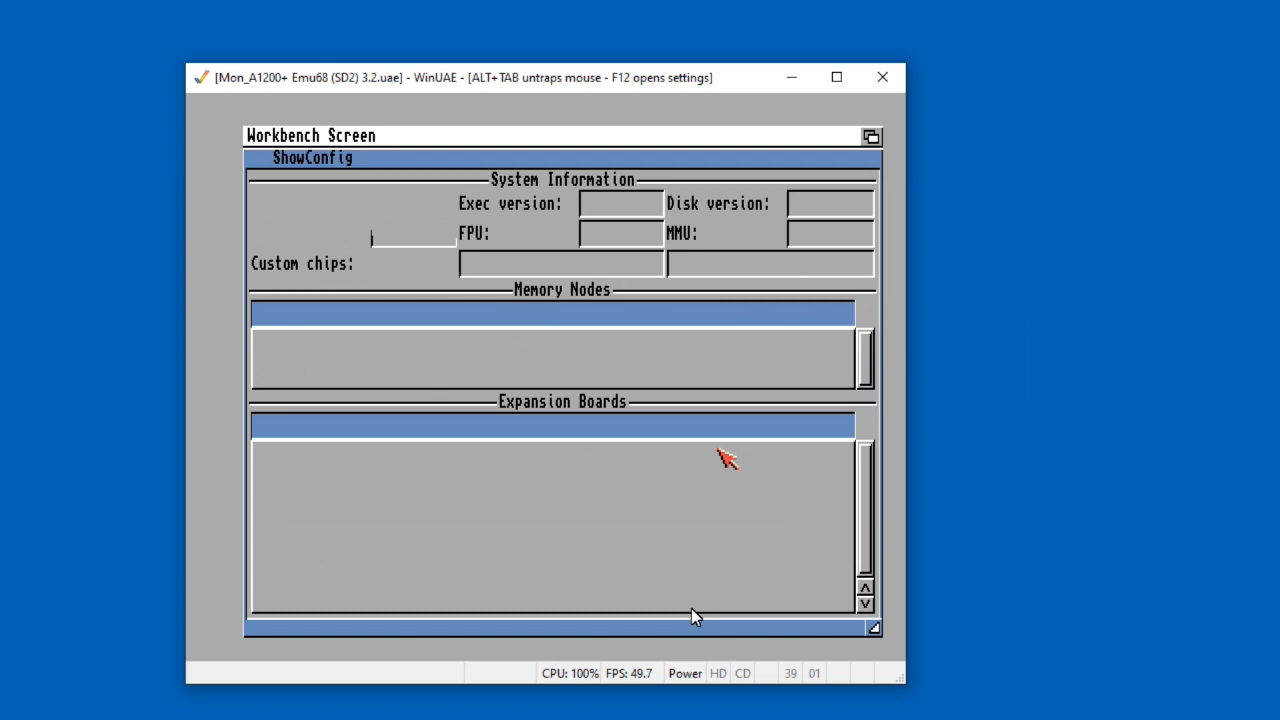 [Mon_A1200+ Emu68 (SD2) 3.2.uae] - WinUAE - [ALT+TAB untraps mouse - F12 opens settings]
Workbench Screen
ShowConfig
System Information
Exec version: Disk version:
FPU: MMU:
Custom chips:
Memory Nodes
Expansion Boards
CPU: 100% FPS: 49.7 Power HD CD 39 01